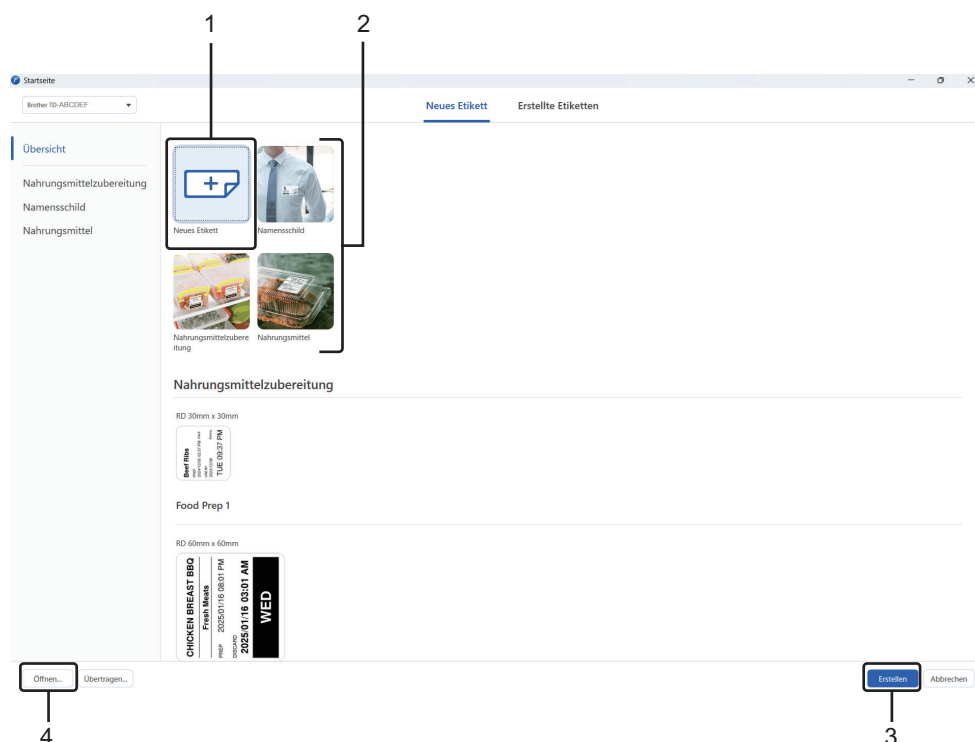 1
2
Startseite
Brother TD-ABCDEF
Neues Etikett
Erstellte Etiketten
Übersicht
Nahrungsmittelzubereitung
Namensschild
Nahrungsmittel
Neues Etikett
Namensschild
Nahrungsmittelzubere
itung
Nahrungsmittel
Nahrungsmittelzubereitung
RD 30mm x 30mm
Beef Ribs
TUE 09:37 PM
Food Prep 1
RD 60mm x 60mm
CHICKEN BREAST BBQ
Fresh Meats
PREP 2025/01/16 08:01 PM
DISCARD
2025/01/16 03:01 AM
WED
Öffnen...
Übertragen...
Erstellen
Abbrechen
4
3